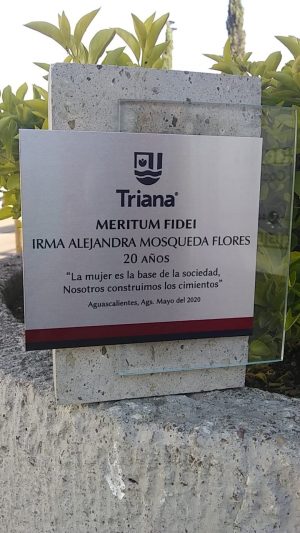 Triana®
MERITUM FIDEI
IRMA ALEJANDRA MOSQUEDA FLORES
20 AÑOS
"La mujer es la base de la sociedad,
Nosotros construimos los cimientos"
Aguascalientes, Ags. Mayo del 2020